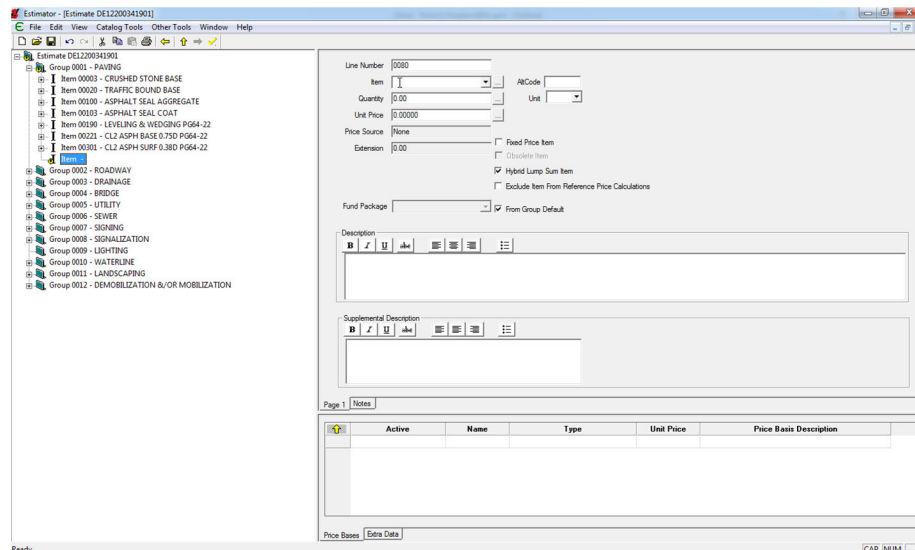 Estimator - [Estimate DE12200341901]
File Edit View Catalog Tools Other Tools Window Help
Estimate DE12200341901
Group 0001 - PAVING
Item 00003 - CRUSHED STONE BASE
Item 00020 - TRAFFIC BOUND BASE
Item 00100 - ASPHALT SEAL AGGREGATE
Item 00103 - ASPHALT SEAL COAT
Item 00190 - LEVELING & WEDGING PG64-22
Item 00221 - CL2 ASPH BASE 0.75D PG64-22
Item 00301 - CL2 ASPH SURF 0.38D PG64-22
Item -
Group 0002 - ROADWAY
Group 0003 - DRAINAGE
Group 0004 - BRIDGE
Group 0005 - UTILITY
Group 0006 - SEWER
Group 0007 - SIGNING
Group 0008 - SIGNALIZATION
Group 0009 - LIGHTING
Group 0010 - WATERLINE
Group 0011 - LANDSCAPING
Group 0012 - DEMOBILIZATION &/OR MOBILIZATION
Line Number 0080
Item ... AltCode
Quantity 0.00 ... Unit
Unit Price 0.00000 ...
Price Source None
Extension 0.00
Fixed Price Item
Obsolete Item
Hybrid Lump Sum Item
Exclude Item From Reference Price Calculations
Fund Package From Group Default
Description
B I U abc
Supplemental Description
B I U abc
Page 1 Notes
Active Name Type Unit Price Price Basis Description
Price Bases Extra Data
Ready CAP NUM